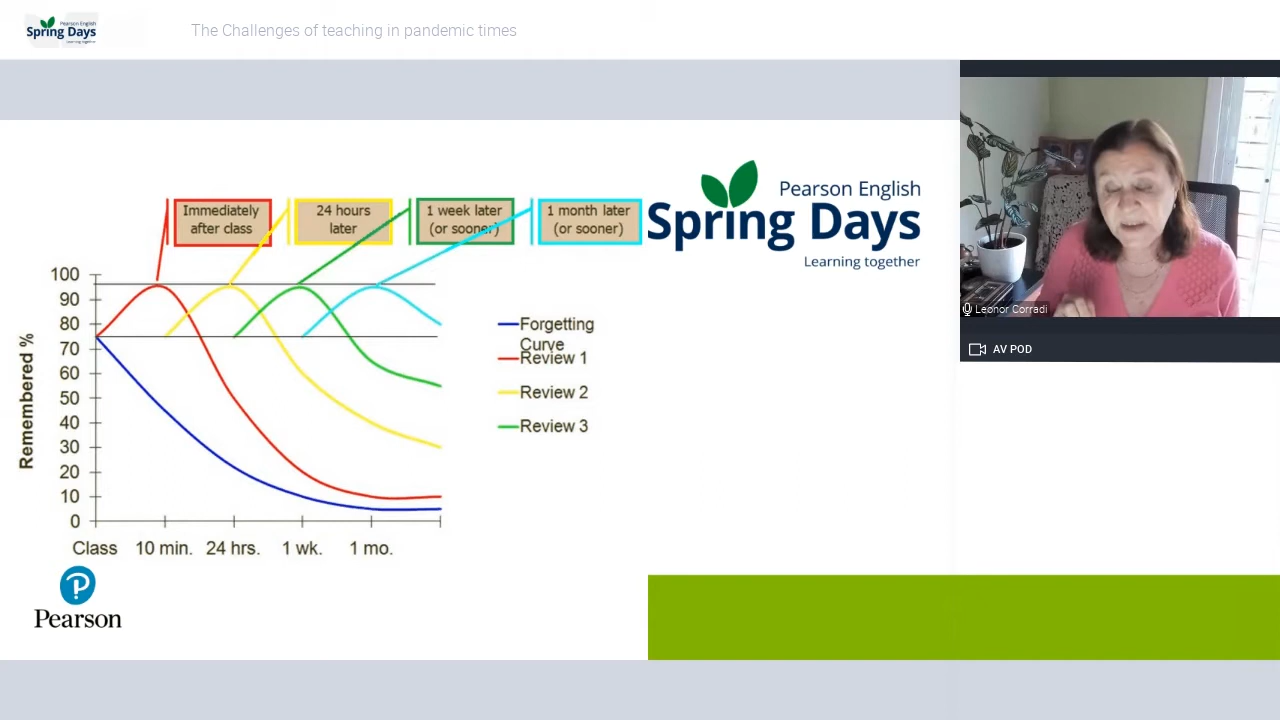 Pearson English
Spring Days
Learning together
The Challenges of teaching in pandemic times
Immediately
after class
24 hours
later
1 week later
(or sooner)
1 month later
(or sooner)
Pearson English
Spring Days
Learning together
100
90
80
70
60
50
40
30
20
10
0
Remembered %
Class 10 min. 24 hrs. 1 wk. 1 mo.
Forgetting
Curve
Review 1
Review 2
Review 3
Pearson
Leonor Corradi
AV POD